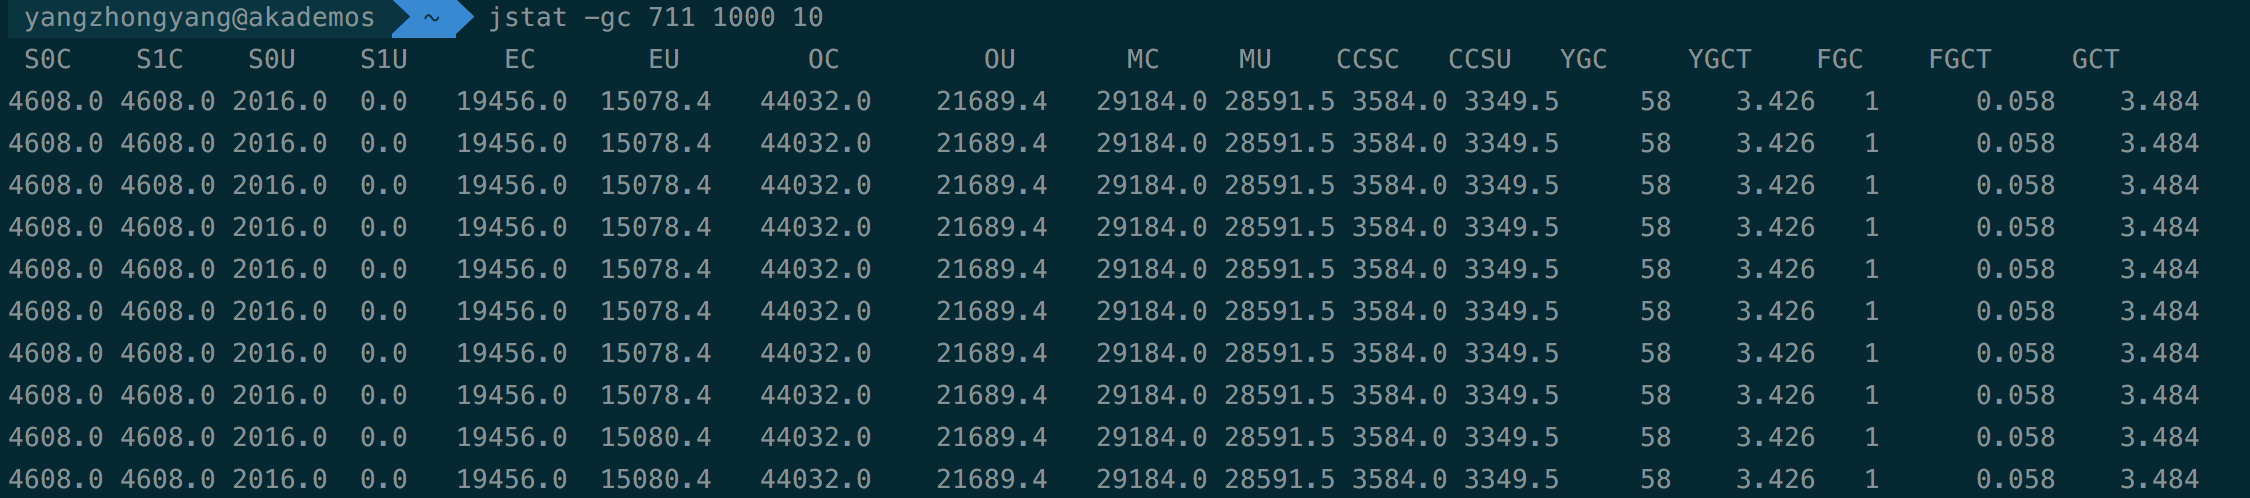 yangzhongyang@akademos ~ jstat -gc 711 1000 10
S0C S1C S0U S1U EC EU OC OU MC MU CCSC CCSU YGC YGCT FGC FGCT GCT
4608.0 4608.0 2016.0 0.0 19456.0 15078.4 44032.0 21689.4 29184.0 28591.5 3584.0 3349.5 58 3.426 1 0.058 3.484
4608.0 4608.0 2016.0 0.0 19456.0 15078.4 44032.0 21689.4 29184.0 28591.5 3584.0 3349.5 58 3.426 1 0.058 3.484
4608.0 4608.0 2016.0 0.0 19456.0 15078.4 44032.0 21689.4 29184.0 28591.5 3584.0 3349.5 58 3.426 1 0.058 3.484
4608.0 4608.0 2016.0 0.0 19456.0 15078.4 44032.0 21689.4 29184.0 28591.5 3584.0 3349.5 58 3.426 1 0.058 3.484
4608.0 4608.0 2016.0 0.0 19456.0 15078.4 44032.0 21689.4 29184.0 28591.5 3584.0 3349.5 58 3.426 1 0.058 3.484
4608.0 4608.0 2016.0 0.0 19456.0 15078.4 44032.0 21689.4 29184.0 28591.5 3584.0 3349.5 58 3.426 1 0.058 3.484
4608.0 4608.0 2016.0 0.0 19456.0 15078.4 44032.0 21689.4 29184.0 28591.5 3584.0 3349.5 58 3.426 1 0.058 3.484
4608.0 4608.0 2016.0 0.0 19456.0 15078.4 44032.0 21689.4 29184.0 28591.5 3584.0 3349.5 58 3.426 1 0.058 3.484
4608.0 4608.0 2016.0 0.0 19456.0 15080.4 44032.0 21689.4 29184.0 28591.5 3584.0 3349.5 58 3.426 1 0.058 3.484
4608.0 4608.0 2016.0 0.0 19456.0 15080.4 44032.0 21689.4 29184.0 28591.5 3584.0 3349.5 58 3.426 1 0.058 3.484